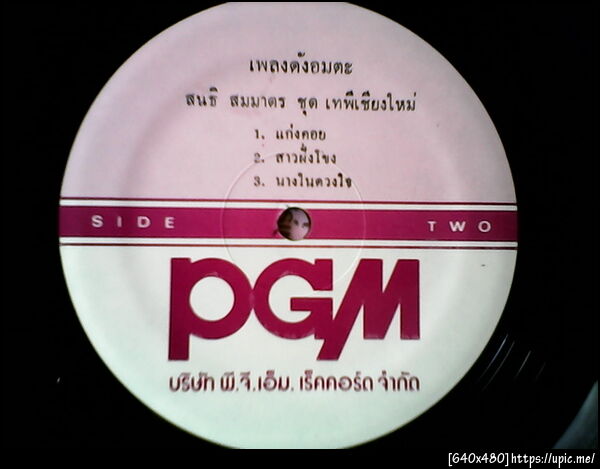 เพลงดังอมตะ
สนธิ สมมาตร ชุด เทพีเชียงใหม่
1. แก่งคอย
2. สาวฝั่งโขง
3. นางในดวงใจ
SIDE TWO
PGM
บริษัท พี.จี.เอ็ม. เร็คคอร์ด จำกัด
[640x480]https://upic.me/